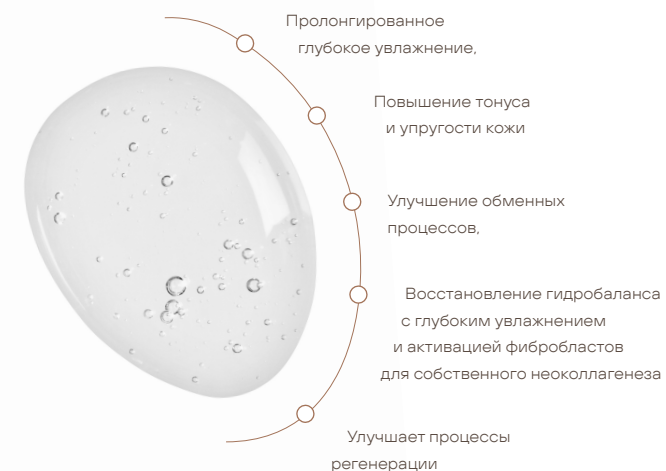 Пролонгированное
глубокое увлажнение,
Повышение тонуса
и упругости кожи
Улучшение обменных
процессов,
Восстановление гидробаланса
с глубоким увлажнением
и активацией фибробластов
для собственного неоколлагенеза
Улучшает процессы
регенерации